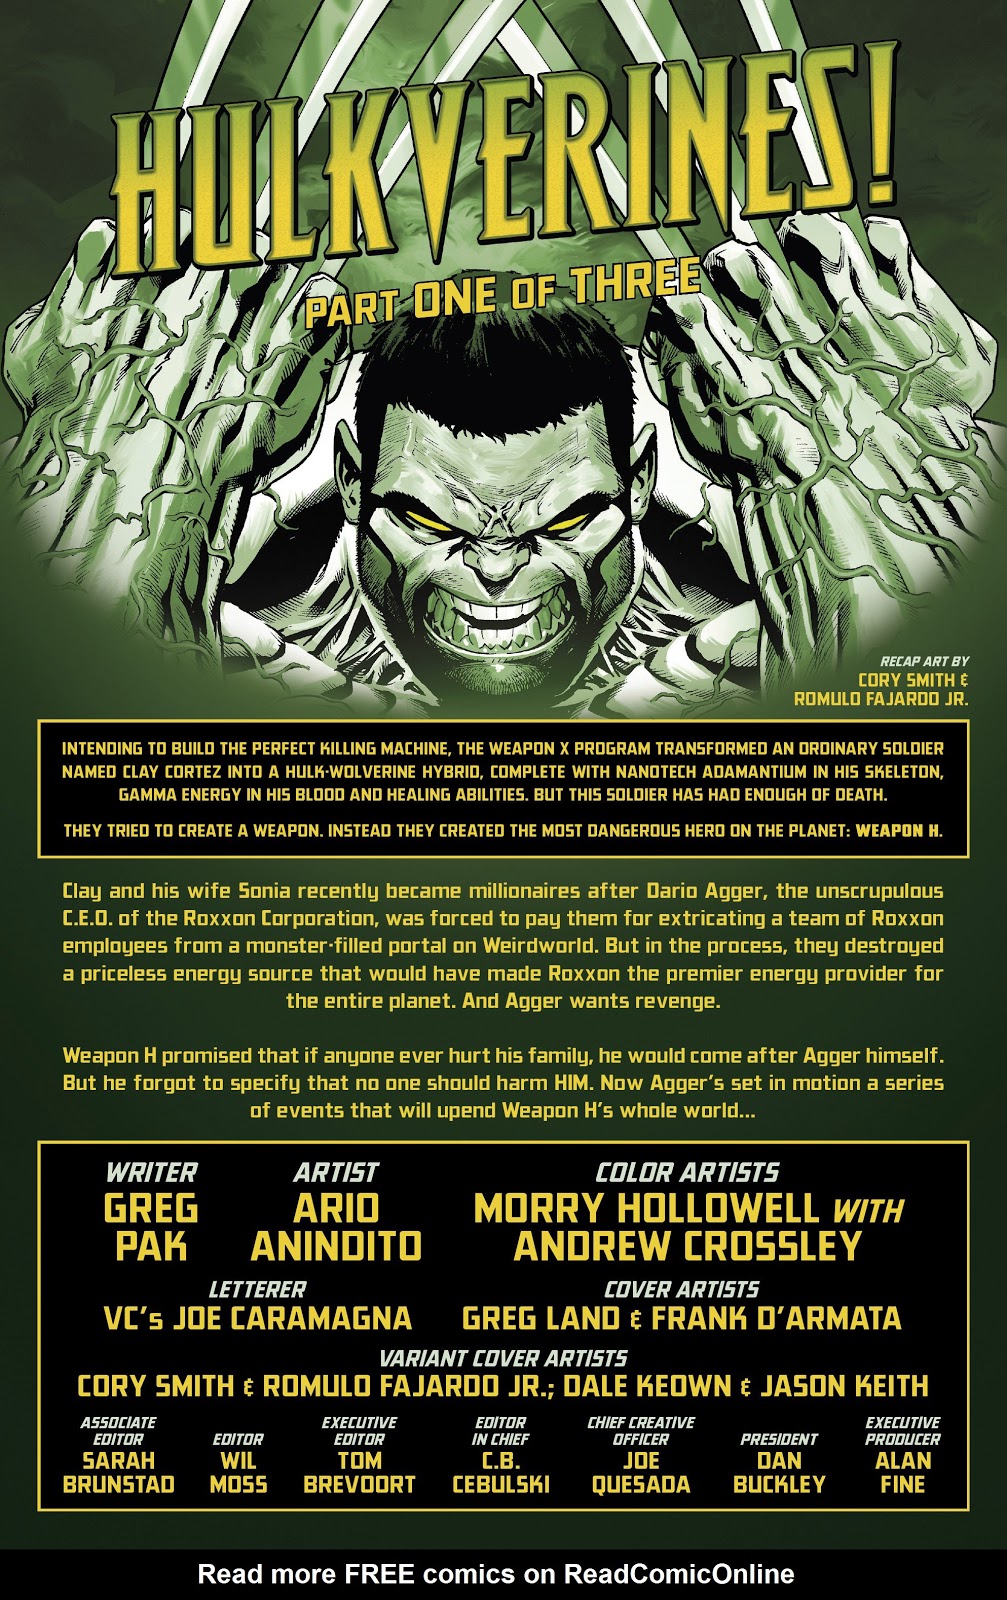 HULKVERINES!
PART ONE OF THREE
RECAP ART BY
CORY SMITH &
ROMULO FAJARDO JR.
INTENDING TO BUILD THE PERFECT KILLING MACHINE, THE WEAPON X PROGRAM TRANSFORMED AN ORDINARY SOLDIER
NAMED CLAY CORTEZ INTO A HULK-WOLVERINE HYBRID, COMPLETE WITH NANOTECH ADAMANTIUM IN HIS SKELETON,
GAMMA ENERGY IN HIS BLOOD AND HEALING ABILITIES. BUT THIS SOLDIER HAS HAD ENOUGH OF DEATH.
THEY TRIED TO CREATE A WEAPON. INSTEAD THEY CREATED THE MOST DANGEROUS HERO ON THE PLANET: WEAPON H.
Clay and his wife Sonia recently became millionaires after Dario Agger, the unscrupulous
C.E.O. of the Roxxon Corporation, was forced to pay them for extricating a team of Roxxon
employees from a monster-filled portal on Weirdworld. But in the process, they destroyed
a priceless energy source that would have made Roxxon the premier energy provider for
the entire planet. And Agger wants revenge.
Weapon H promised that if anyone ever hurt his family, he would come after Agger himself.
But he forgot to specify that no one should harm HIM. Now Agger's set in motion a series
of events that will upend Weapon H's whole world...
WRITER
GREG
PAK
ARTIST
ARIO
ANINDITO
COLOR ARTISTS
MORRY HOLLOWELL WITH
ANDREW CROSSLEY
LETTERER
VC's JOE CARAMAGNA
COVER ARTISTS
GREG LAND & FRANK D'ARMATA
VARIANT COVER ARTISTS
CORY SMITH & ROMULO FAJARDO JR.; DALE KEOWN & JASON KEITH
ASSOCIATE
EDITOR
SARAH
BRUNSTAD
EDITOR
WIL
MOSS
EXECUTIVE
EDITOR
TOM
BREVOORT
EDITOR
IN CHIEF
C.B.
CEBULSKI
CHIEF CREATIVE
OFFICER
JOE
QUESADA
PRESIDENT
DAN
BUCKLEY
EXECUTIVE
PRODUCER
ALAN
FINE
Read more FREE comics on ReadComicOnline